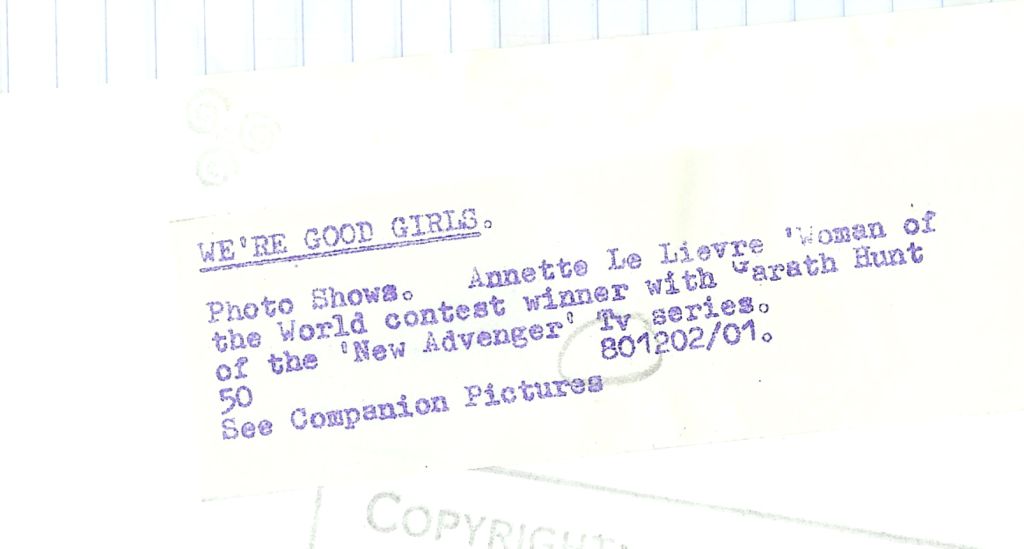 WE'RE GOOD GIRLS.
Photo Shows. Annette Le Lievre 'Woman of
the World contest winner with Garath Hunt
of the 'New Advenger' Tv series.
50 801202/01.
See Companion Pictures
COPYRIGHT